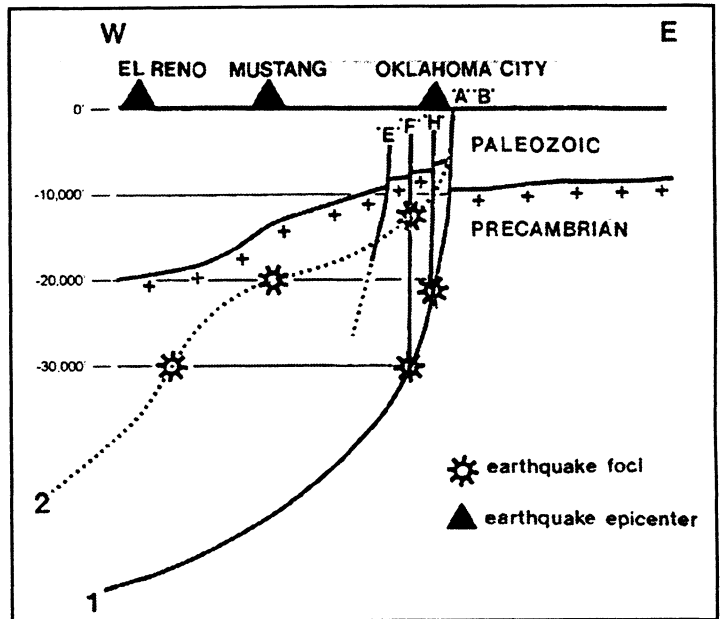 W E
EL RENO MUSTANG OKLAHOMA CITY
"A" "B"
0'
"E" "F" "H"
PALEOZOIC
-10,000'
PRECAMBRIAN
-20,000'
-30,000'
earthquake foci
2
earthquake epicenter
1